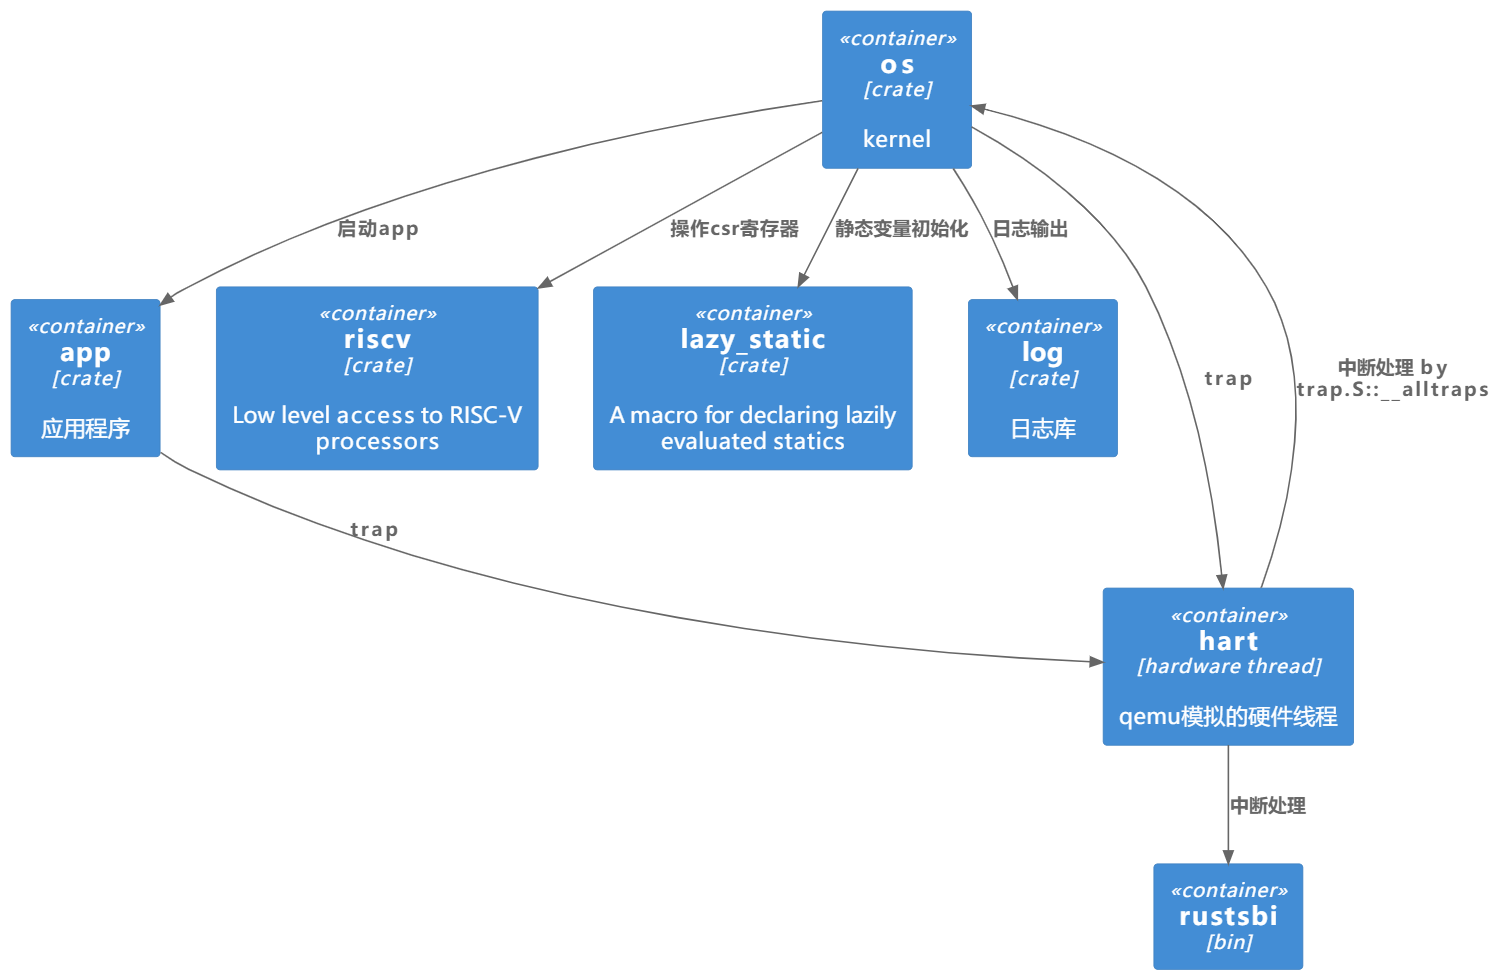 «container»
os
[crate]
kernel
启动app
操作csr寄存器
静态变量初始化
日志输出
«container»
app
[crate]
应用程序
«container»
riscv
[crate]
Low level access to RISC-V
processors
«container»
lazy_static
[crate]
A macro for declaring lazily
evaluated statics
«container»
log
[crate]
日志库
trap
中断处理 by
trap.S::__alltraps
trap
«container»
hart
[hardware thread]
qemu模拟的硬件线程
中断处理
«container»
rustsbi
[bin]